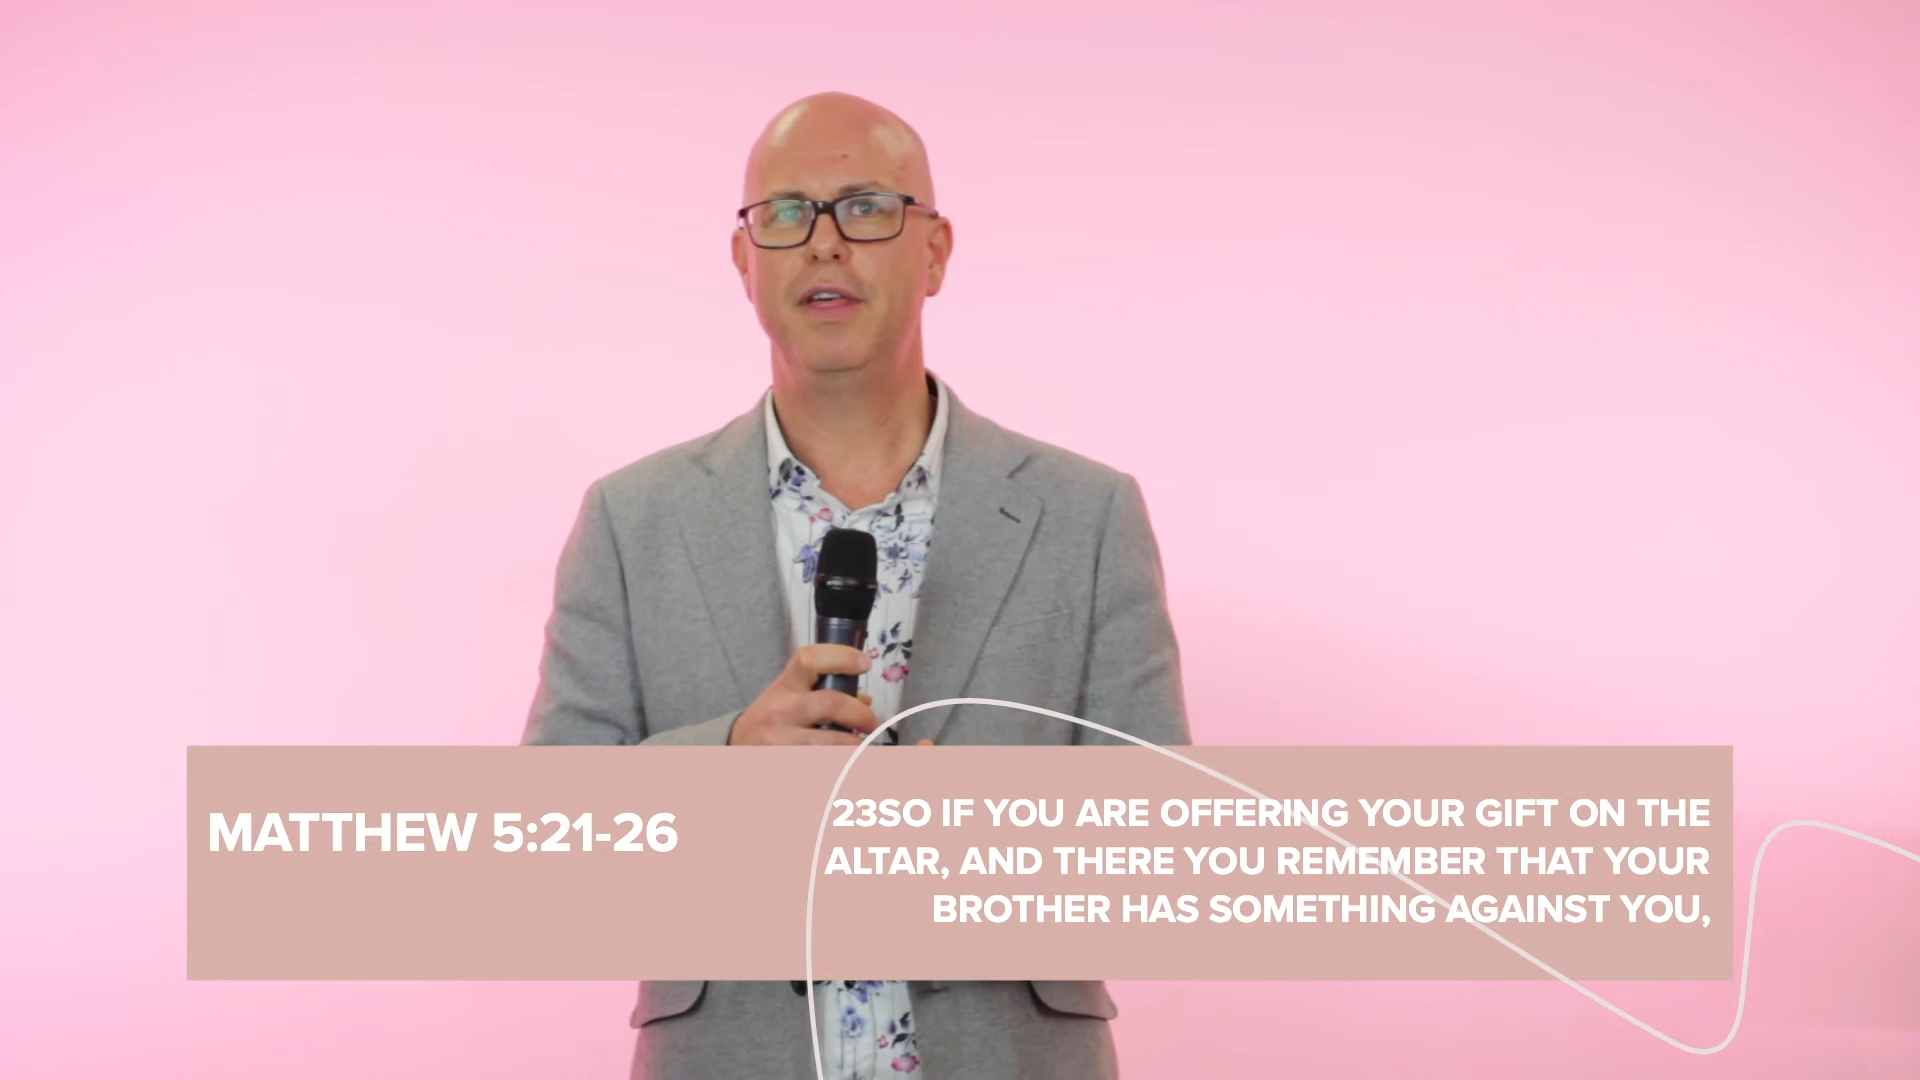 MATTHEW 5:21-26
23SO IF YOU ARE OFFERING YOUR GIFT ON THE
ALTAR, AND THERE YOU REMEMBER THAT YOUR
BROTHER HAS SOMETHING AGAINST YOU,